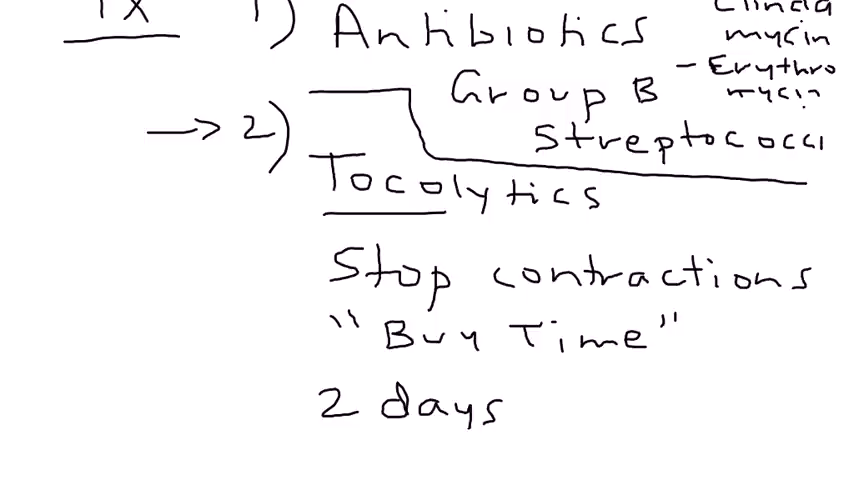 Tx 1) Antibiotics Clinda
mycin
Group B - Erythro
mycin
Streptococci
→ 2)
Tocolytics
Stop contractions
"Buy Time"
2 days